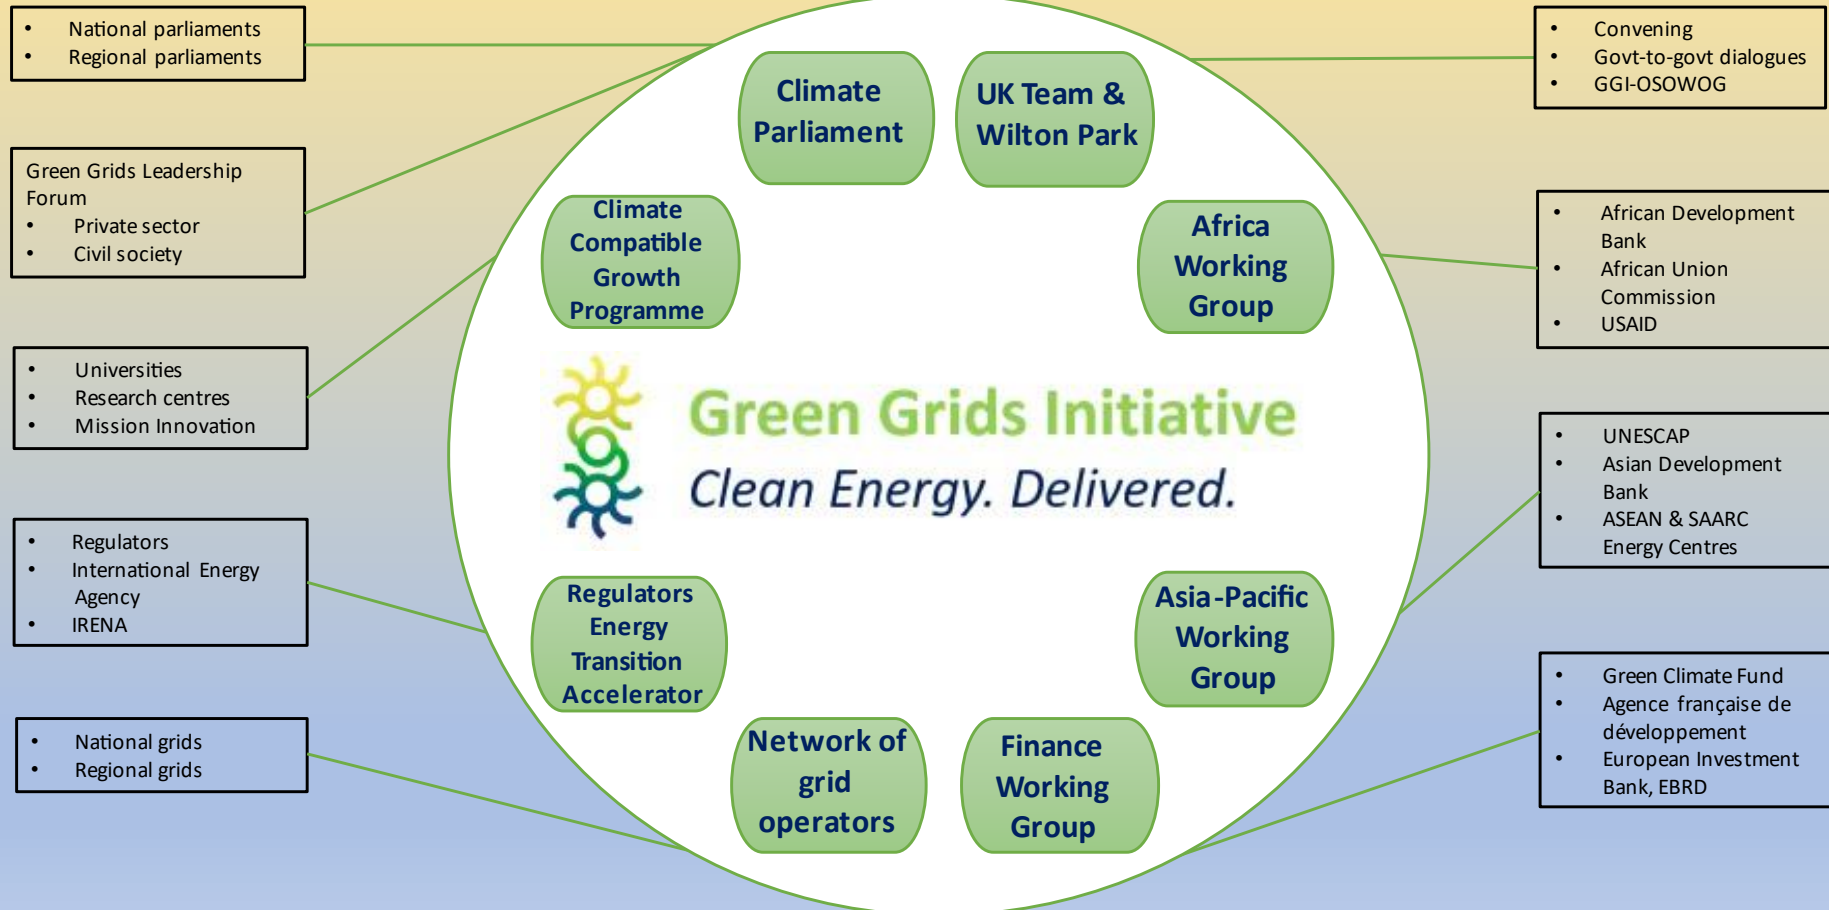 • National parliaments
• Regional parliaments
Green Grids Leadership
Forum
• Private sector
• Civil society
• Universities
• Research centres
• Mission Innovation
• Regulators
• International Energy
Agency
• IRENA
• National grids
• Regional grids
Climate
Parliament
UK Team &
Wilton Park
Climate
Compatible
Growth
Programme
Africa
Working
Group
Green Grids Initiative
Clean Energy. Delivered.
Regulators
Energy
Transition
Accelerator
Asia-Pacific
Working
Group
Network of
grid
operators
Finance
Working
Group
• Convening
• Govt-to-govt dialogues
• GGI-OSOWOG
• African Development
Bank
• African Union
Commission
• USAID
• UNESCAP
• Asian Development
Bank
• ASEAN & SAARC
Energy Centres
• Green Climate Fund
• Agence française de
développement
• European Investment
Bank, EBRD